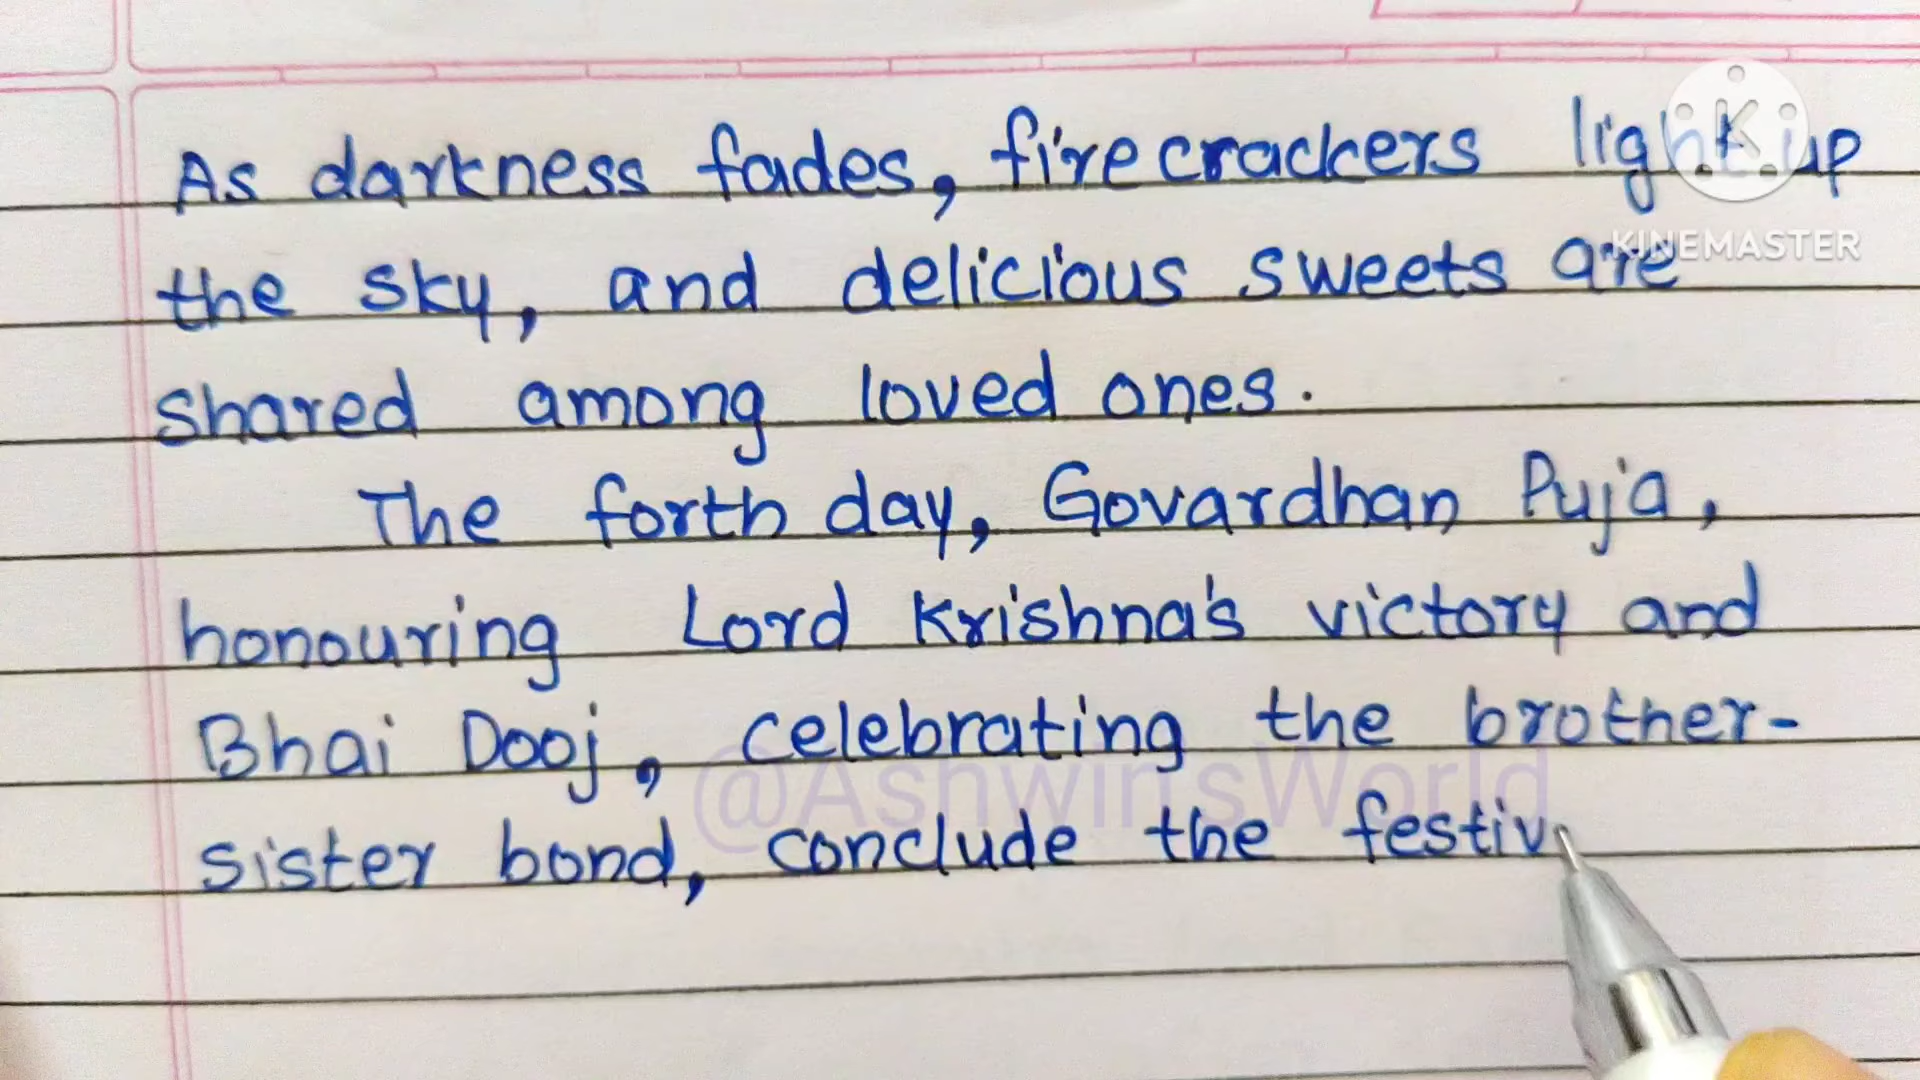 As darkness fades, firecrackers light up
the sky, and delicious sweets are
shared among loved ones.
The forth day, Govardhan Puja,
honouring Lord Krishna's victory and
Bhai Dooj, celebrating the brother-
sister bond, conclude the festiv
KINEMASTER
@AshwinsWorld